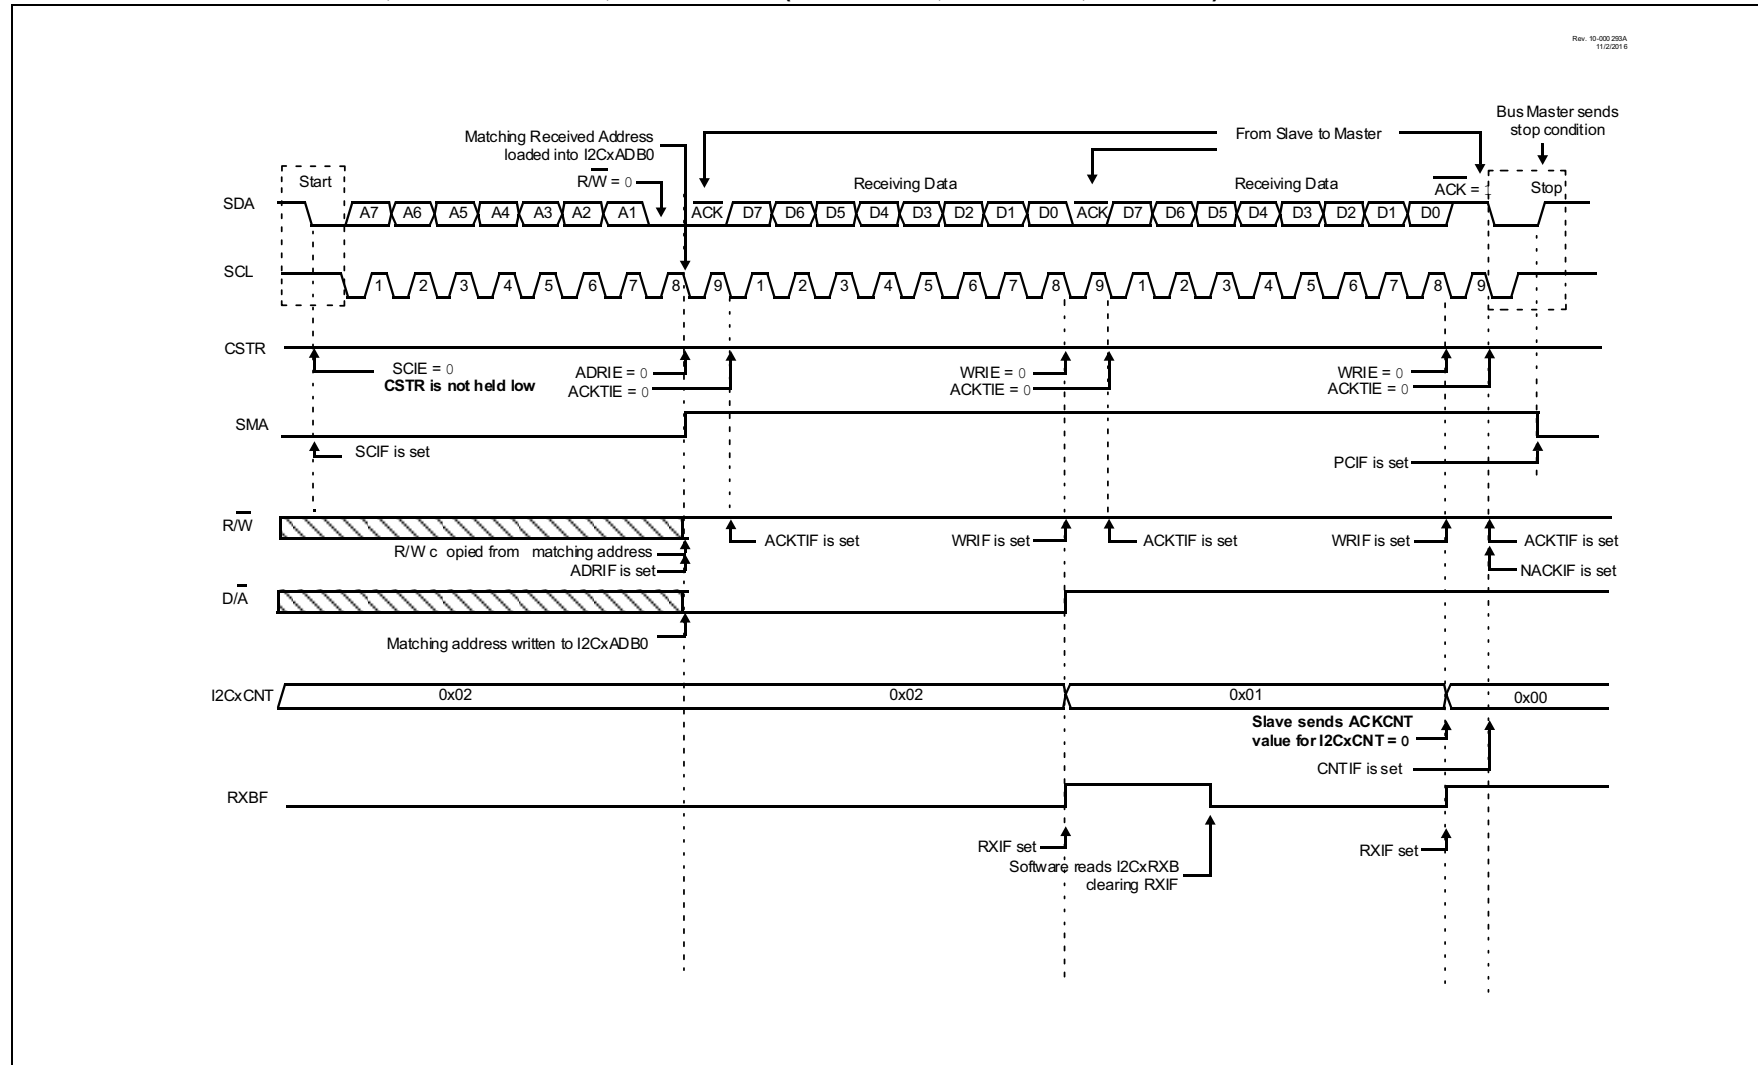 Rev. 10-000 293A
11/2/201 6
Bus Master sends
stop condition
Matching Received Address
loaded into I2CxADB0
From Slave to Master
Start
R/W = 0
Receiving Data
Receiving Data
ACK =
Stop
SDA
A7 A6 A5 A4 A3 A2 A1 ACK D7 D6 D5 D4 D3 D2 D1 D0 ACK D7 D6 D5 D4 D3 D2 D1 D0
SCL
1 2 3 4 5 6 7 8 9 1 2 3 4 5 6 7 8 9 1 2 3 4 5 6 7 8 9
CSTR
SCIE = 0
CSTR is not held low
ADRIE = 0
ACKTIE = 0
WRIE = 0
ACKTIE = 0
WRIE = 0
ACKTIE = 0
SMA
SCIF is set
PCIF is set
R/W
ACKTIF is set
WRIF is set
ACKTIF is set
WRIF is set
ACKTIF is set
R/W c opied from matching address
ADRIF is set
NACKIF is set
D/A
Matching address written to I2CxADB0
I2CxCNT
0x02
0x02
0x01
0x00
Slave sends ACKCNT
value for I2CxCNT = 0
CNTIF is set
RXBF
RXIF set
Software reads I2CxRXB
clearing RXIF
RXIF set